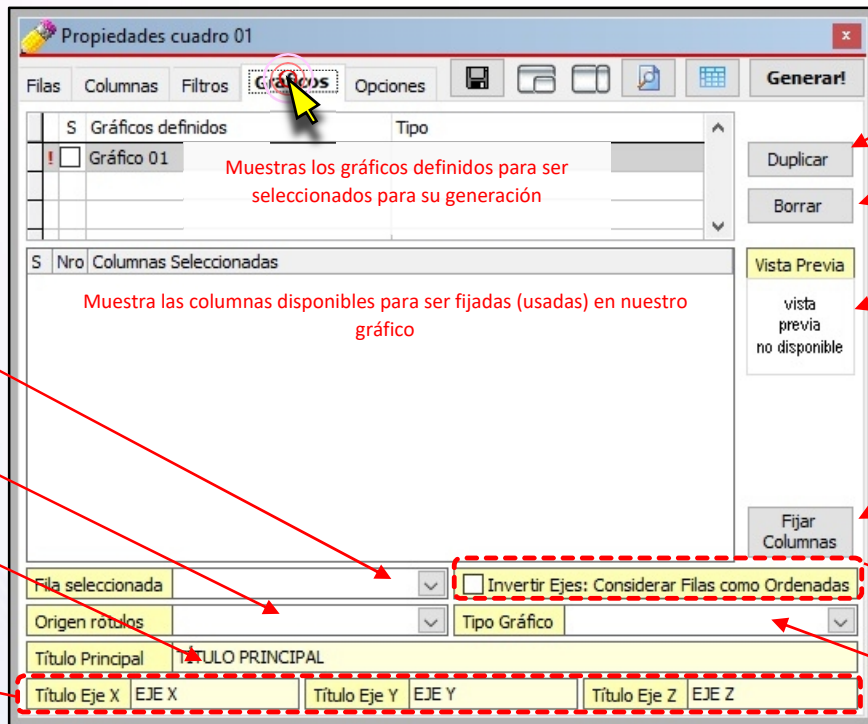 Propiedades cuadro 01
x
Filas Columnas Filtros Gráficos Opciones Generar!
S Gráficos definidos Tipo
! Gráfico 01
Muestras los gráficos definidos para ser
seleccionados para su generación
Duplicar
Borrar
S Nro Columnas Seleccionadas
Vista Previa
Muestra las columnas disponibles para ser fijadas (usadas) en nuestro
gráfico
vista
previa
no disponible
Fijar
Columnas
Fila seleccionada Invertir Ejes: Considerar Filas como Ordenadas
Origen rótulos Tipo Gráfico
Título Principal TÍTULO PRINCIPAL
Título Eje X EJE X Título Eje Y EJE Y Título Eje Z EJE Z